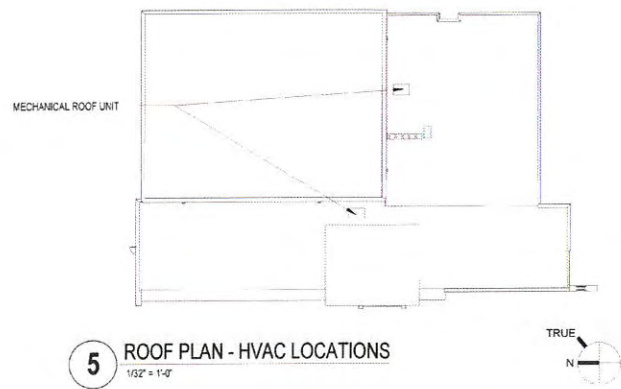 MECHANICAL ROOF UNIT
5
ROOF PLAN - HVAC LOCATIONS
1/32" = 1'-0"
TRUE
N